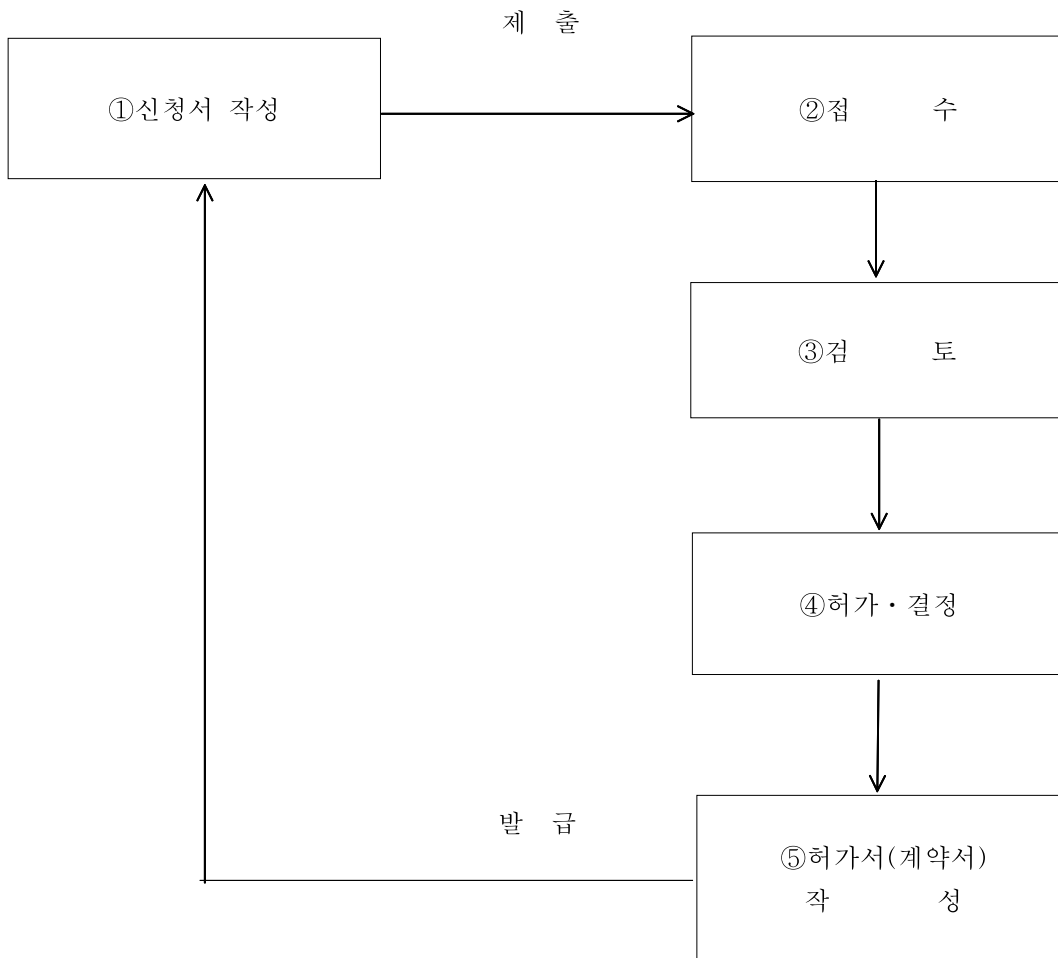 제 출
①신청서 작성
②접 수
③검 토
④허가·결정
발 급
⑤허가서(계약서)
작 성